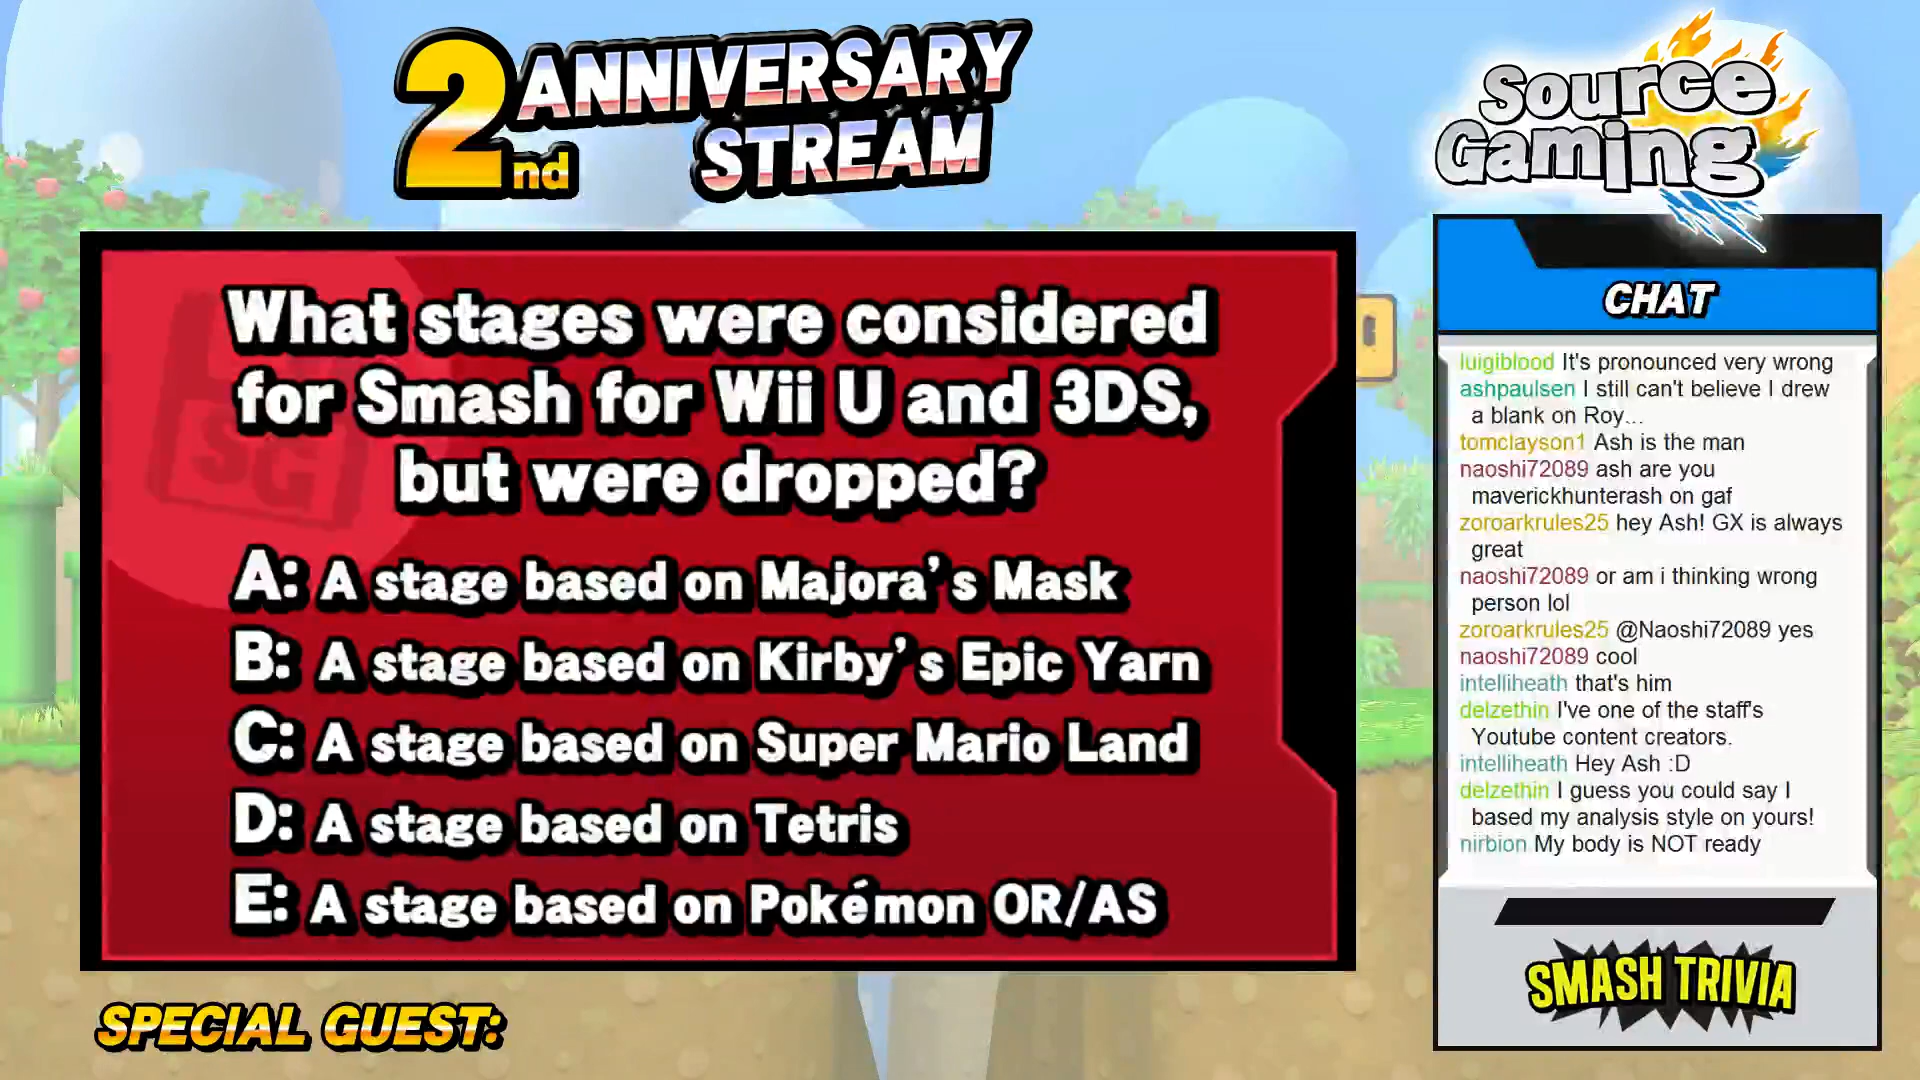 2nd ANNIVERSARY
STREAM
Source
Gaming
What stages were considered
for Smash for Wii U and 3DS,
but were dropped?
SG
A: A stage based on Majora's Mask
B: A stage based on Kirby's Epic Yarn
C: A stage based on Super Mario Land
D: A stage based on Tetris
E: A stage based on Pokémon OR/AS
SPECIAL GUEST:
CHAT
luigiblood It's pronounced very wrong
ashpaulsen I still can't believe I drew
a blank on Roy...
tomclayson1 Ash is the man
naoshi72089 ash are you
maverickhunterash on gaf
zoroarkrules25 hey Ash! GX is always
great
naoshi72089 or am i thinking wrong
person lol
zoroarkrules25 @Naoshi72089 yes
naoshi72089 cool
intelliheath that's him
delzethin I've one of the staff's
Youtube content creators.
intelliheath Hey Ash :D
delzethin I guess you could say I
based my analysis style on yours!
nirbion My body is NOT ready
SMASH TRIVIA